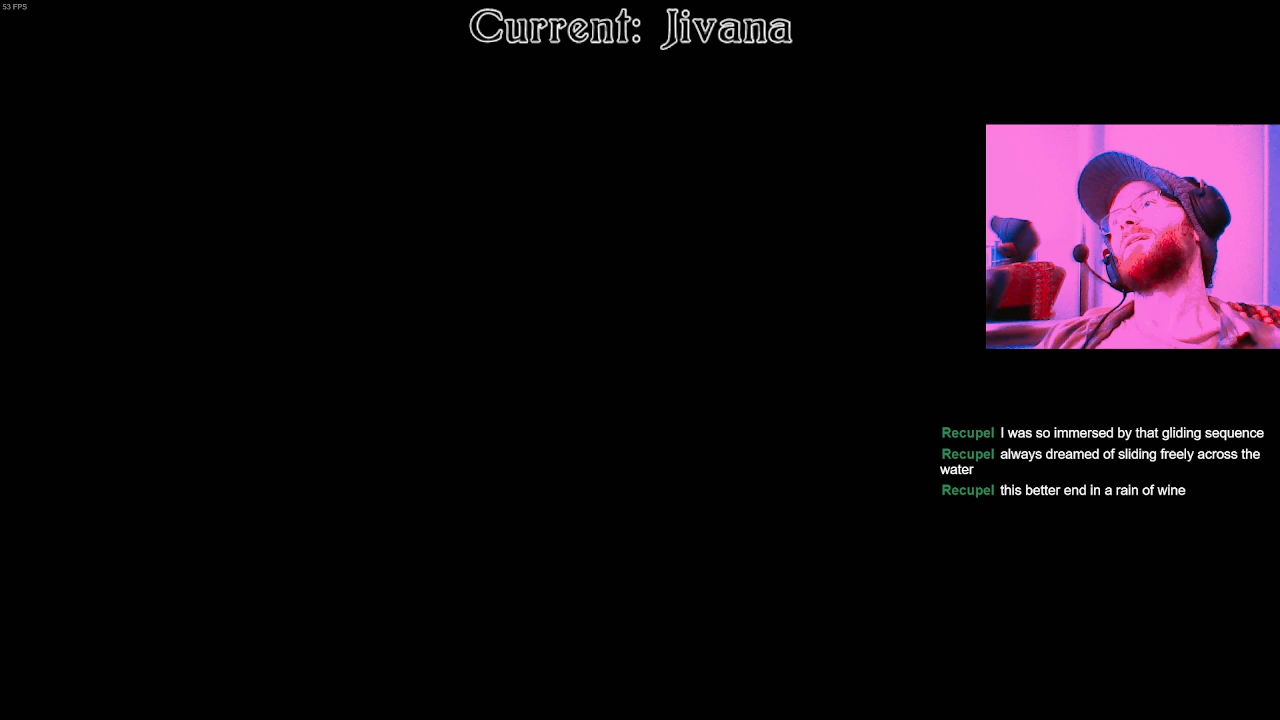 53 FPS
Current: Jivana
Recupel I was so immersed by that gliding sequence
Recupel always dreamed of sliding freely across the
water
Recupel this better end in a rain of wine